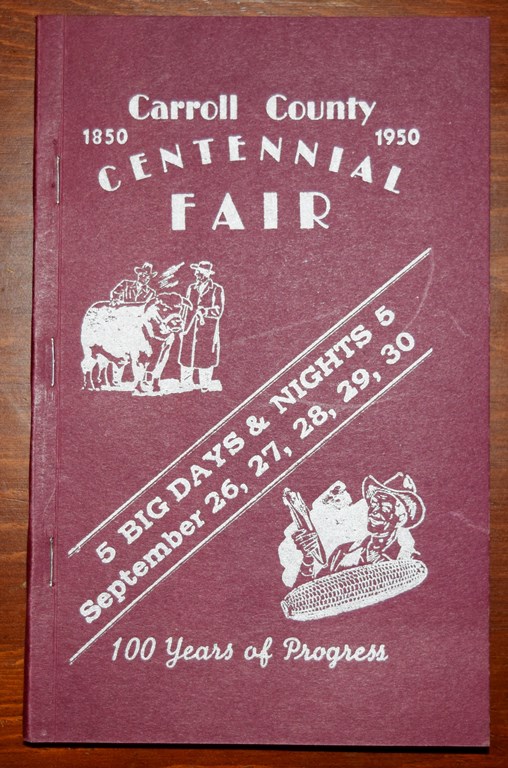 Carroll County
1850 1950
CENTENNIAL
FAIR
5 BIG DAYS & NIGHTS 5
September 26, 27, 28, 29, 30
100 Years of Progress